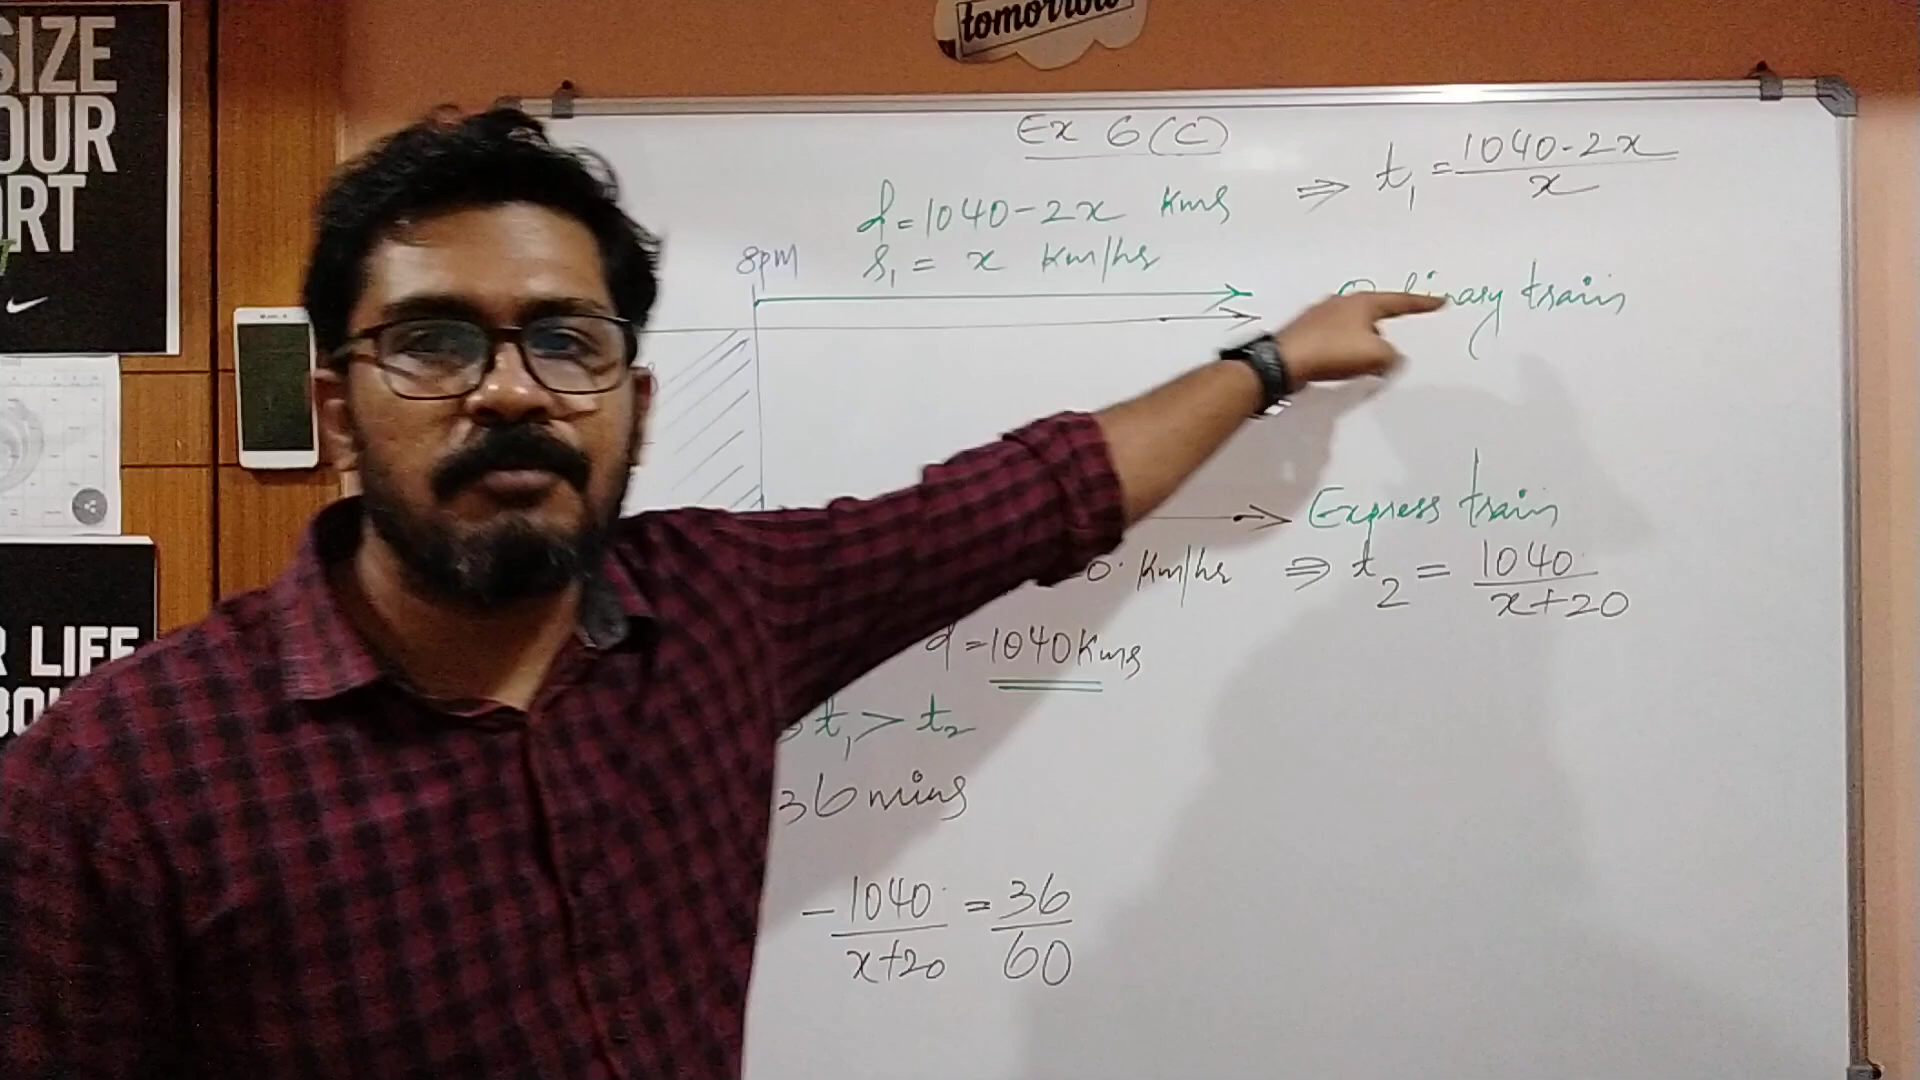 SIZE
OUR
RT
R LIFE
tomorrow
Ex 6(C)
d = 1040 - 2x Kms ⇒ t₁ = (1040 - 2x)/x
8pm s₁ = x Km/hr
train
Express train
0 Km/hr ⇒ t₂ = 1040/(x+20)
d = 1040 Kms
t₁ > t₂
36 mins
- 1040/(x+20) = 36/60